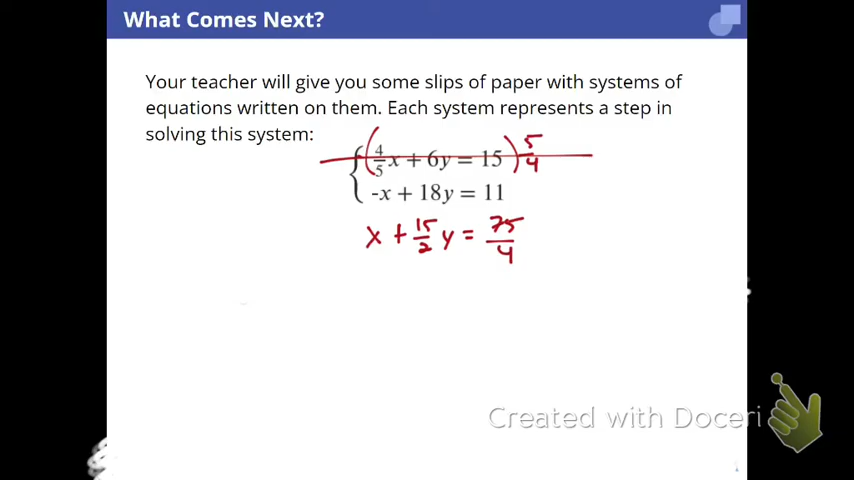 What Comes Next?
Your teacher will give you some slips of paper with systems of
equations written on them. Each system represents a step in
solving this system:
(4/5x + 6y = 15) 5/4
-x + 18y = 11
x + 15/2 y = 75/4
Created with Doceri
1